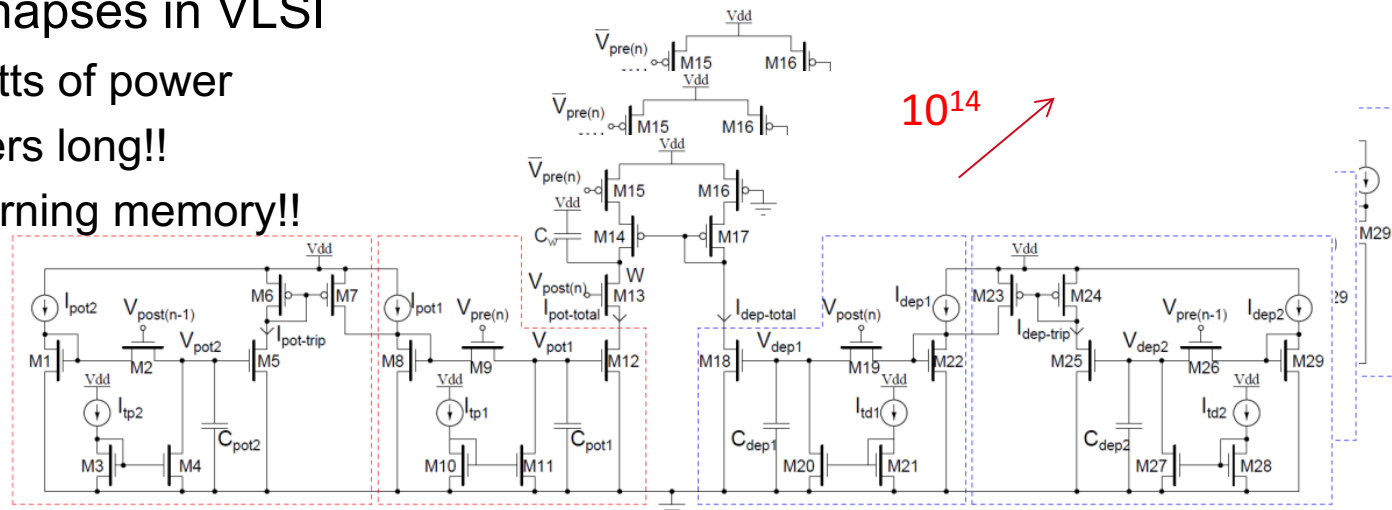 napses in VLSI
tts of power
ers long!!
rning memory!!
10¹⁴
Vdd
V̅pre(n)
M15 M16
Vdd
V̅pre(n)
M15 M16
Vdd
V̅pre(n)
M15 M16
Vdd
Cw M14 M17
W
Vpost(n) M13
Ipot-total Idep-total
Vdd Vdd
M6 M7 M23 M24
Ipot2 Ipot1 Idep1 Idep2
Vpost(n-1) Vpre(n) Vpost(n) Vpre(n-1)
Ipot-trip Idep-trip
Vpot2 Vpot1 Vdep1 Vdep2
M1 M2 M5 M8 M9 M12 M18 M19 M22 M25 M26 M29
Vdd Vdd Vdd Vdd
Itp2 Itp1 Itd1 Itd2
Cpot2 Cpot1 Cdep1 Cdep2
M3 M4 M10 M11 M20 M21 M27 M28
M29
29